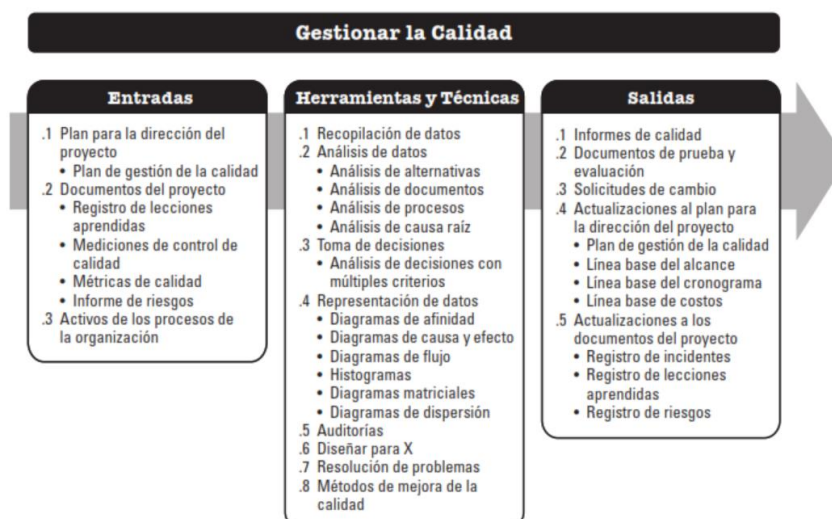 Gestionar la Calidad
Entradas
.1 Plan para la dirección del
proyecto
• Plan de gestión de la calidad
.2 Documentos del proyecto
• Registro de lecciones
aprendidas
• Mediciones de control de
calidad
• Métricas de calidad
• Informe de riesgos
.3 Activos de los procesos de
la organización
Herramientas y Técnicas
.1 Recopilación de datos
.2 Análisis de datos
• Análisis de alternativas
• Análisis de documentos
• Análisis de procesos
• Análisis de causa raíz
.3 Toma de decisiones
• Análisis de decisiones con
múltiples criterios
.4 Representación de datos
• Diagramas de afinidad
• Diagramas de causa y efecto
• Diagramas de flujo
• Histogramas
• Diagramas matriciales
• Diagramas de dispersión
.5 Auditorías
.6 Diseñar para X
.7 Resolución de problemas
.8 Métodos de mejora de la
calidad
Salidas
.1 Informes de calidad
.2 Documentos de prueba y
evaluación
.3 Solicitudes de cambio
.4 Actualizaciones al plan para
la dirección del proyecto
• Plan de gestión de la calidad
• Línea base del alcance
• Línea base del cronograma
• Línea base de costos
.5 Actualizaciones a los
documentos del proyecto
• Registro de incidentes
• Registro de lecciones
aprendidas
• Registro de riesgos